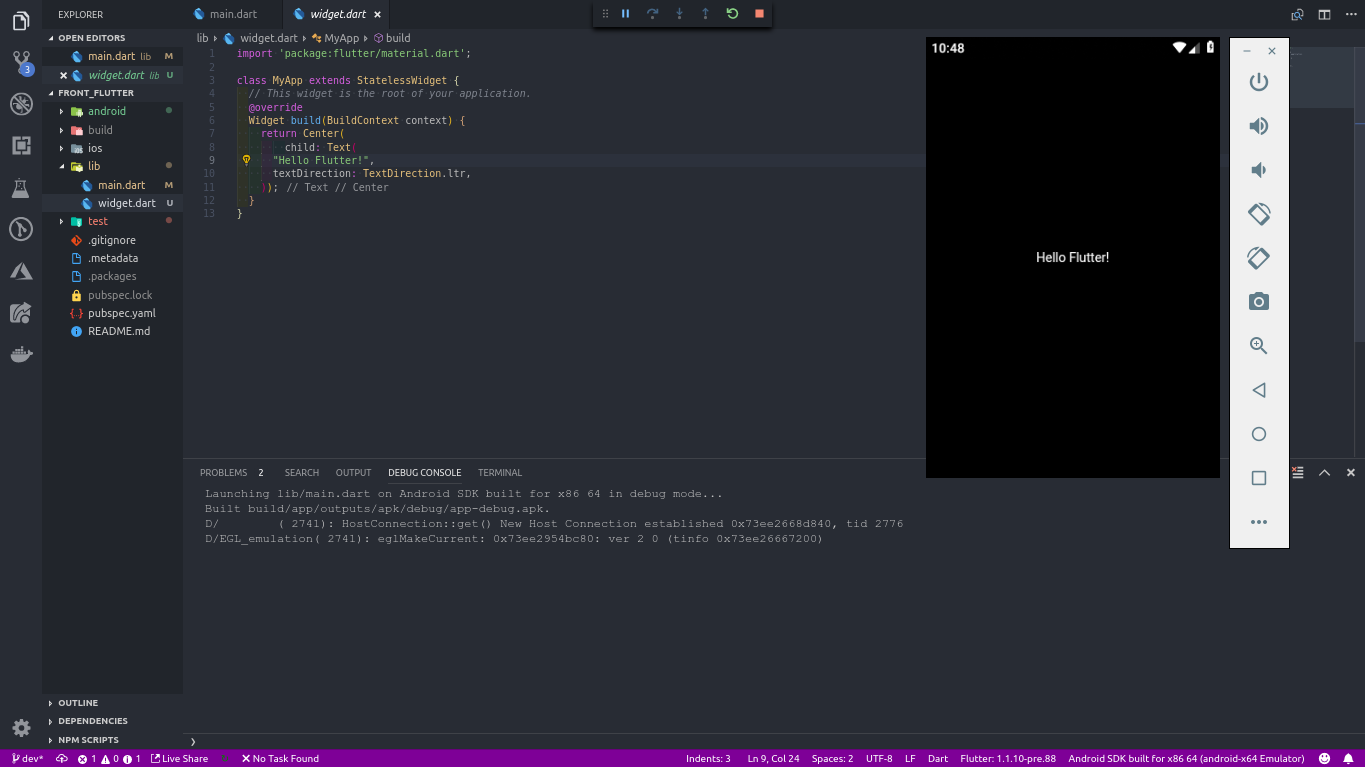 EXPLORER
OPEN EDITORS
main.dart lib M
widget.dart lib U
FRONT_FLUTTER
android
build
ios
lib
main.dart M
widget.dart U
test
.gitignore
.metadata
.packages
pubspec.lock
pubspec.yaml
README.md
OUTLINE
DEPENDENCIES
NPM SCRIPTS
3
main.dart
widget.dart
lib widget.dart MyApp build
1 import 'package:flutter/material.dart';
2
3 class MyApp extends StatelessWidget {
4 // This widget is the root of your application.
5 @override
6 Widget build(BuildContext context) {
7 return Center(
8 child: Text(
9 "Hello Flutter!",
10 textDirection: TextDirection.ltr,
11 )); // Text // Center
12 }
13 }
10:48
Hello Flutter!
PROBLEMS 2 SEARCH OUTPUT DEBUG CONSOLE TERMINAL
Launching lib/main.dart on Android SDK built for x86 64 in debug mode...
Built build/app/outputs/apk/debug/app-debug.apk.
D/ ( 2741): HostConnection::get() New Host Connection established 0x73ee2668d840, tid 2776
D/EGL_emulation( 2741): eglMakeCurrent: 0x73ee2954bc80: ver 2 0 (tinfo 0x73ee26667200)
dev* 1 0 1 Live Share No Task Found Indents: 3 Ln 9, Col 24 Spaces: 2 UTF-8 LF Dart Flutter: 1.1.10-pre.88 Android SDK built for x86 64 (android-x64 Emulator)